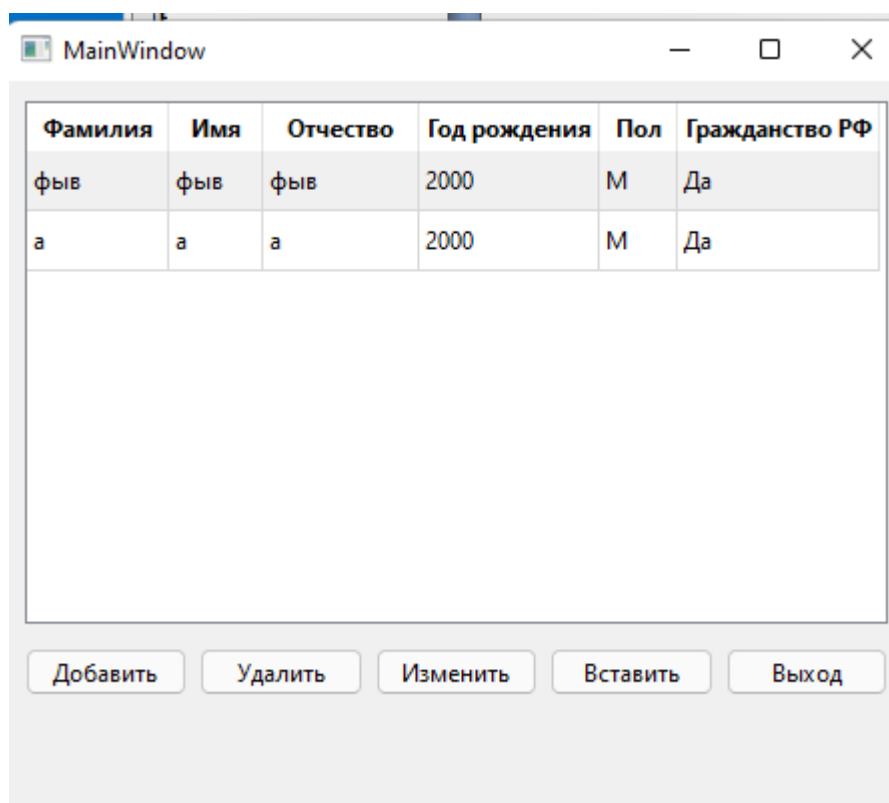 MainWindow
Фамилия Имя Отчество Год рождения Пол Гражданство РФ
фыв фыв фыв 2000 М Да
а а а 2000 М Да
Добавить Удалить Изменить Вставить Выход